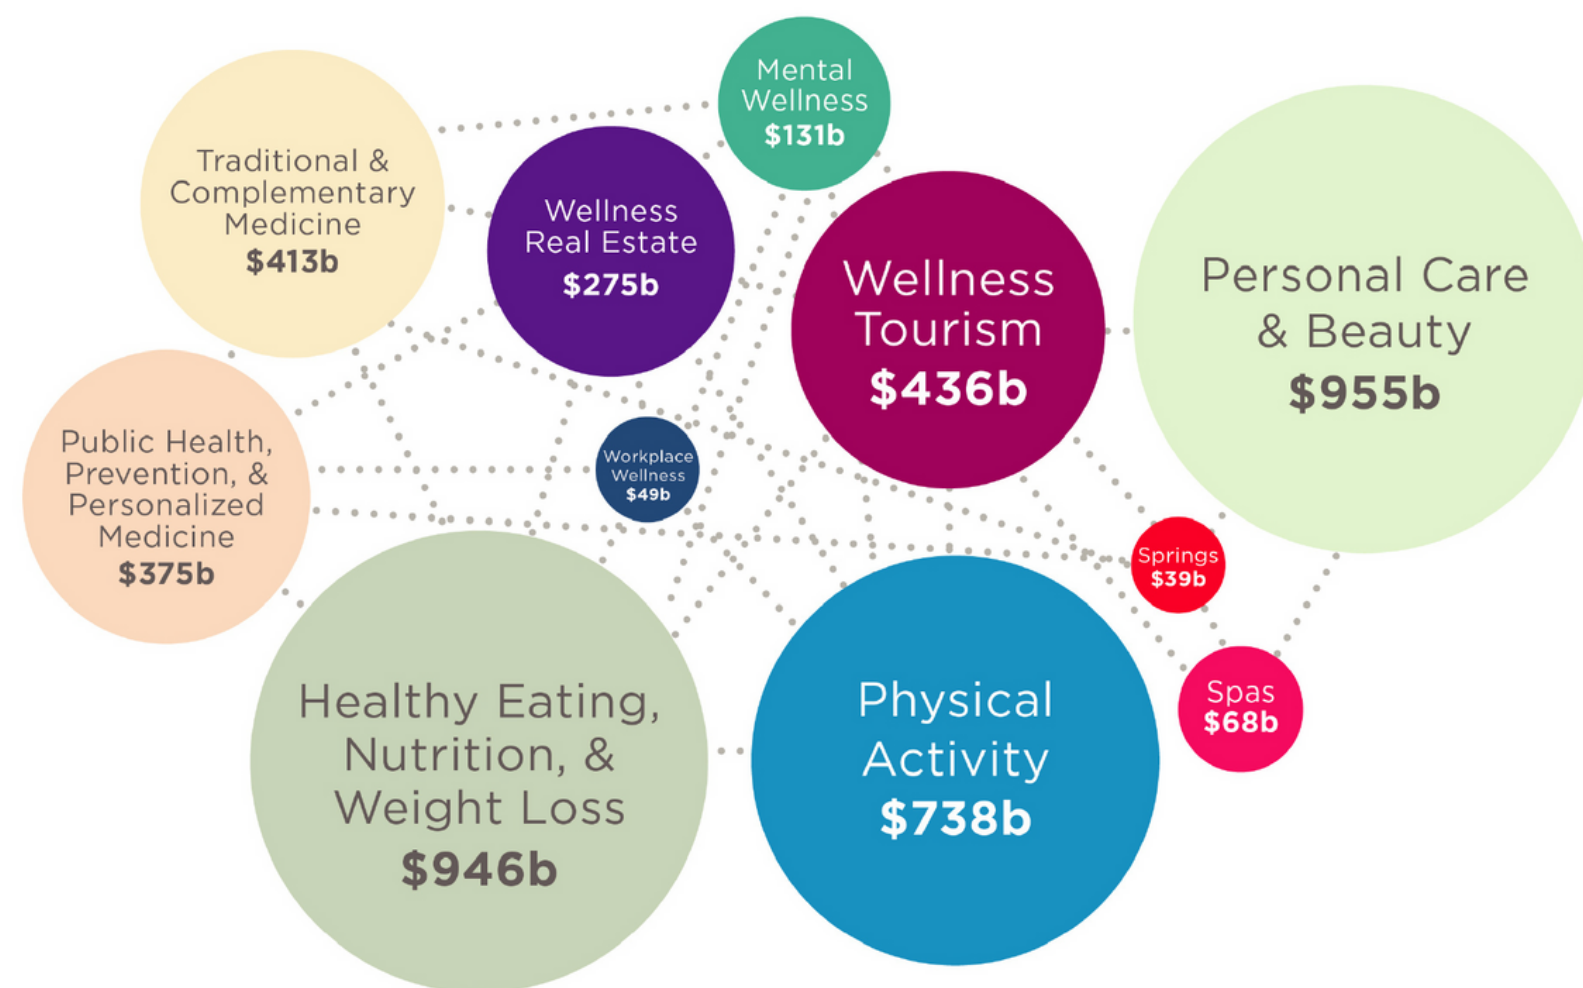 Mental
Wellness
$131b
Traditional &
Complementary
Medicine
$413b
Wellness
Real Estate
$275b
Wellness
Tourism
$436b
Personal Care
& Beauty
$955b
Public Health,
Prevention, &
Personalized
Medicine
$375b
Workplace
Wellness
$49b
Springs
$39b
Healthy Eating,
Nutrition, &
Weight Loss
$946b
Physical
Activity
$738b
Spas
$68b